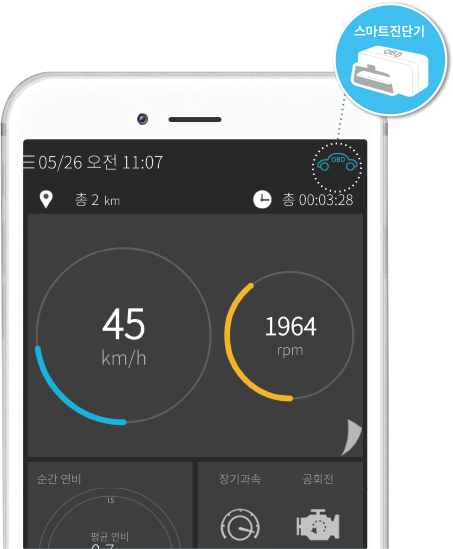 스마트진단기
OBD
05/26 오전 11:07
OBD
총 2 km
총 00:03:28
45
km/h
1964
rpm
순간 연비
장기과속
공회전
15
평균 연비